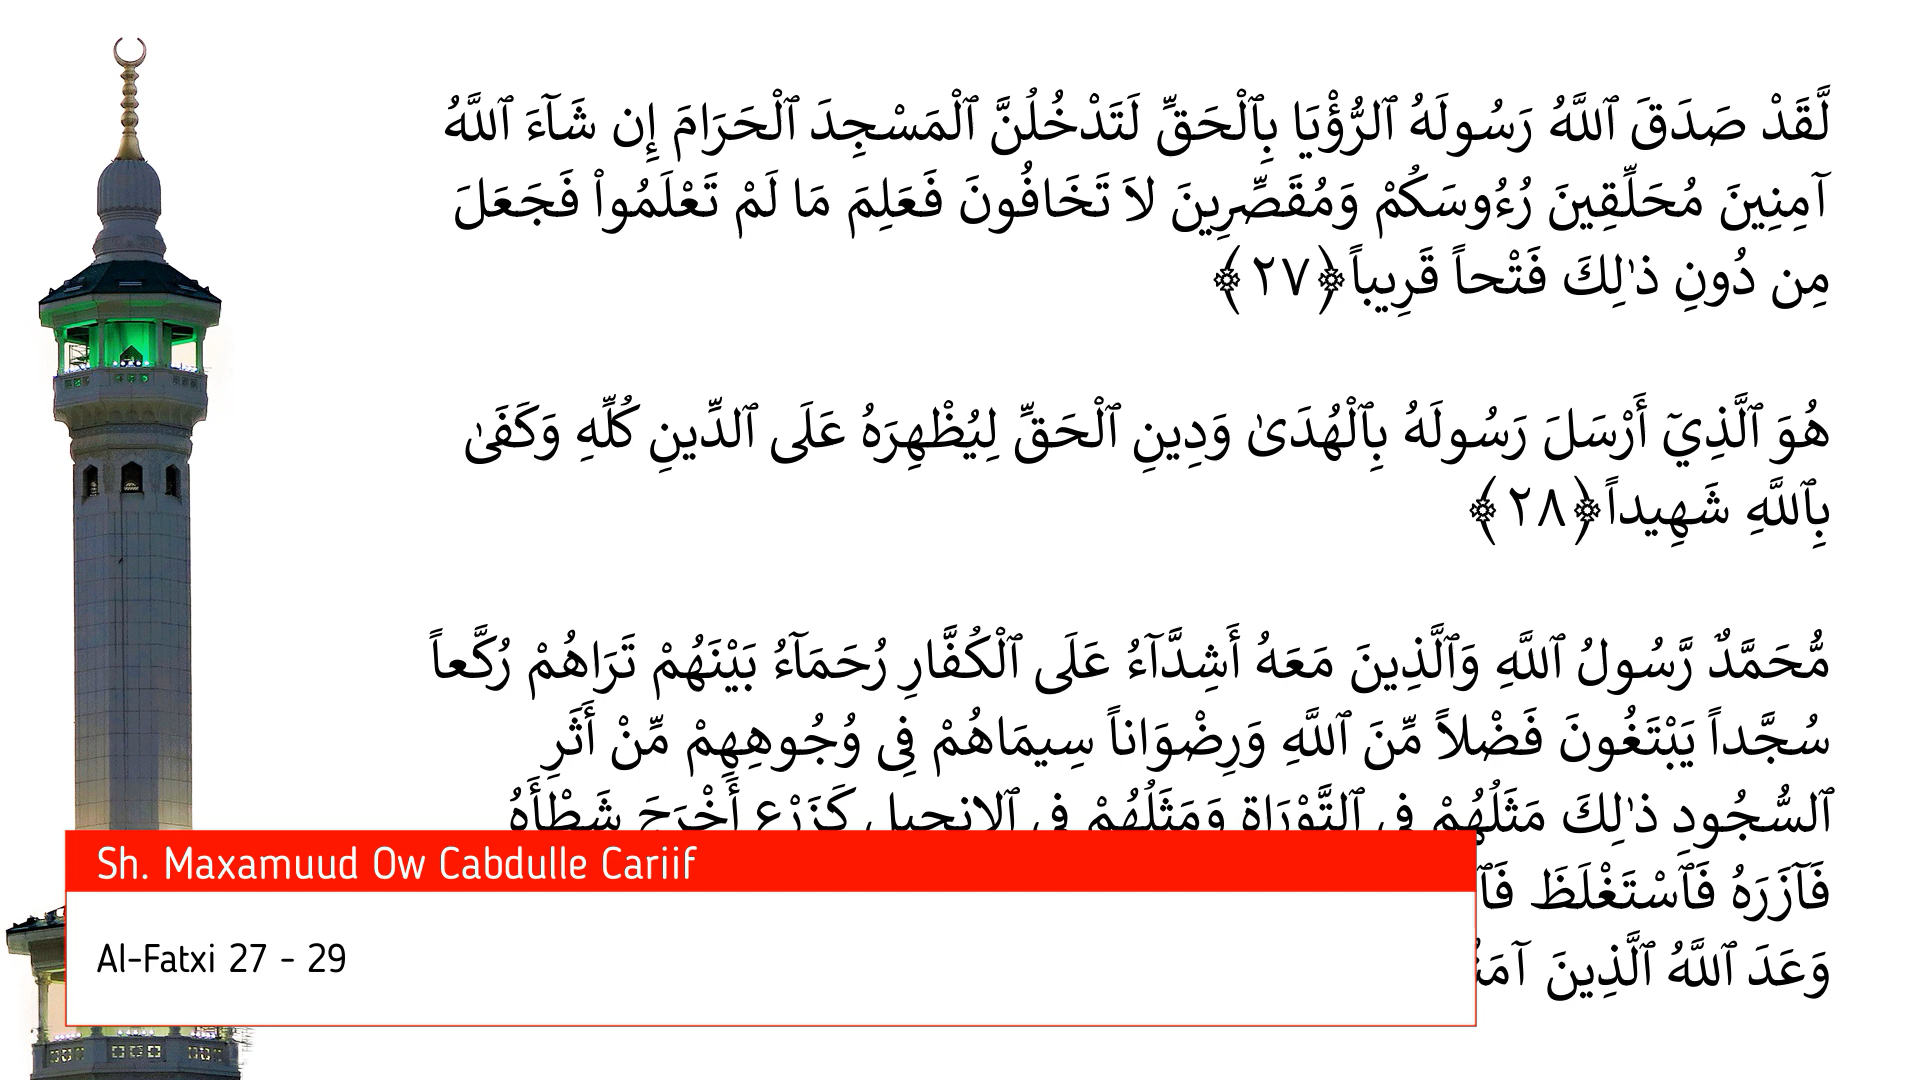 لَّقَدْ صَدَقَ ٱللَّهُ رَسُولَهُ ٱلرُّؤْيَا بِٱلْحَقِّ لَتَدْخُلُنَّ ٱلْمَسْجِدَ ٱلْحَرَامَ إِن شَآءَ ٱللَّهُ
آمِنِينَ مُحَلِّقِينَ رُءُوسَكُمْ وَمُقَصِّرِينَ لاَ تَخَافُونَ فَعَلِمَ مَا لَمْ تَعْلَمُواْ فَجَعَلَ
مِن دُونِ ذٰلِكَ فَتْحاً قَرِيباً ﴿٢٧﴾
هُوَ ٱلَّذِيۤ أَرْسَلَ رَسُولَهُ بِٱلْهُدَىٰ وَدِينِ ٱلْحَقِّ لِيُظْهِرَهُ عَلَى ٱلدِّينِ كُلِّهِ وَكَفَىٰ
بِٱللَّهِ شَهِيداً ﴿٢٨﴾
مُّحَمَّدٌ رَّسُولُ ٱللَّهِ وَٱلَّذِينَ مَعَهُ أَشِدَّآءُ عَلَى ٱلْكُفَّارِ رُحَمَآءُ بَيْنَهُمْ تَرَاهُمْ رُكَّعاً
سُجَّداً يَبْتَغُونَ فَضْلاً مِّنَ ٱللَّهِ وَرِضْوَاناً سِيمَاهُمْ فِى وُجُوهِهِمْ مِّنْ أَثَرِ
ٱلسُّجُودِ ذٰلِكَ مَثَلُهُمْ فِى ٱلتَّوْرَاةِ وَمَثَلُهُمْ فِى ٱلإِنجِيلِ كَزَرْعٍ أَخْرَجَ شَطْأَهُ
فَآزَرَهُ فَٱسْتَغْلَظَ
وَعَدَ ٱللَّهُ ٱلَّذِينَ
Sh. Maxamuud Ow Cabdulle Cariif
Al-Fatxi 27 - 29